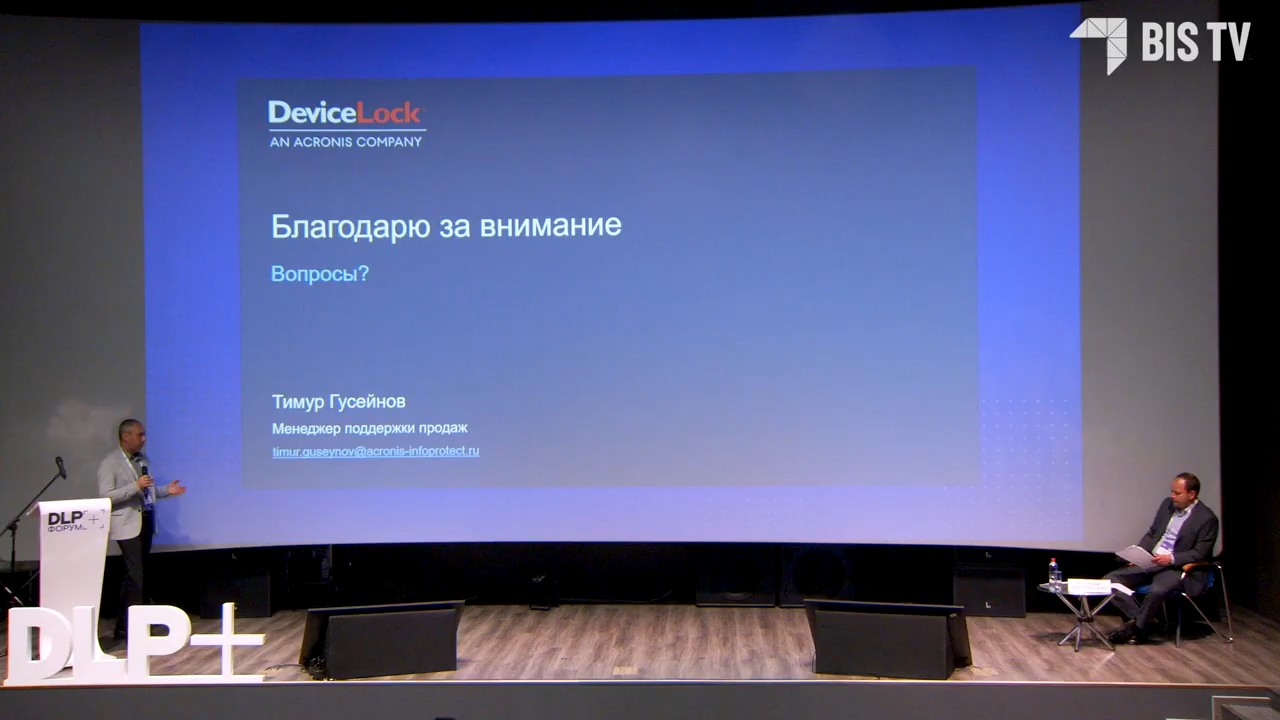 BIS TV
DeviceLock
AN ACRONIS COMPANY
Благодарю за внимание
Вопросы?
Тимур Гусейнов
Менеджер поддержки продаж
timur.guseynov@acronis-infoprotect.ru
DLP+
ФОРУМ
DLP+